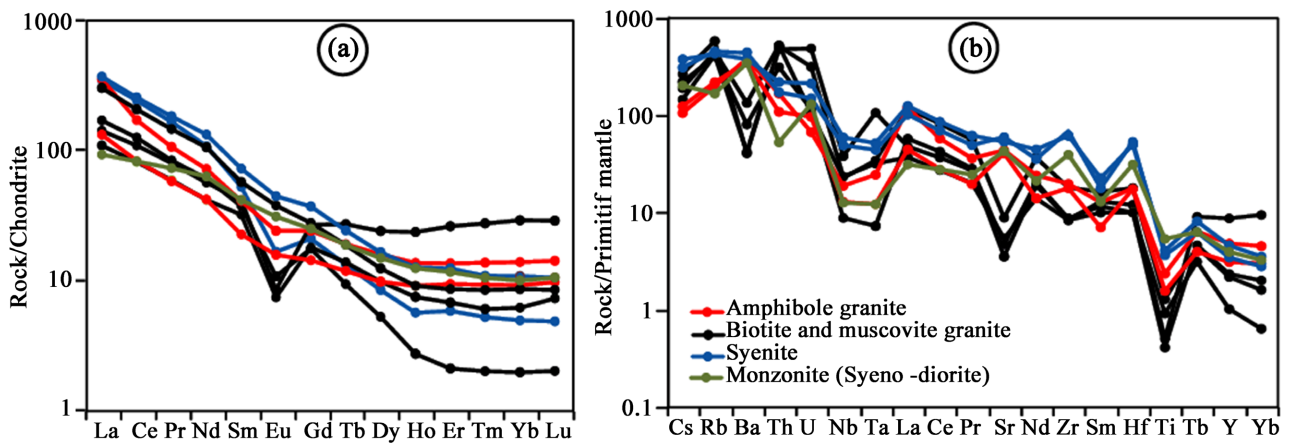 (a)
Rock/Chondrite
1000
100
10
1
La Ce Pr Nd Sm Eu Gd Tb Dy Ho Er Tm Yb Lu
(b)
Rock/Primitif mantle
1000
100
10
1
0.1
Amphibole granite
Biotite and muscovite granite
Syenite
Monzonite (Syeno -diorite)
Cs Rb Ba Th U Nb Ta La Ce Pr Sr Nd Zr Sm Hf Ti Tb Y Yb